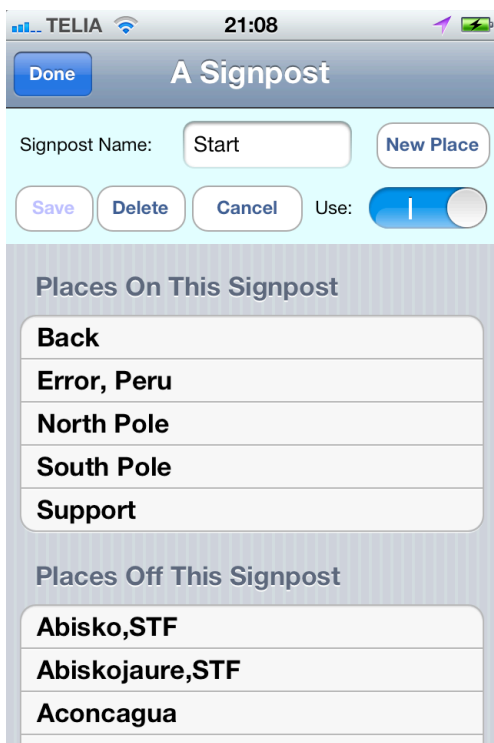 TELIA 21:08
Done A Signpost
Signpost Name: Start New Place
Save Delete Cancel Use:
Places On This Signpost
Back
Error, Peru
North Pole
South Pole
Support
Places Off This Signpost
Abisko,STF
Abiskojaure,STF
Aconcagua